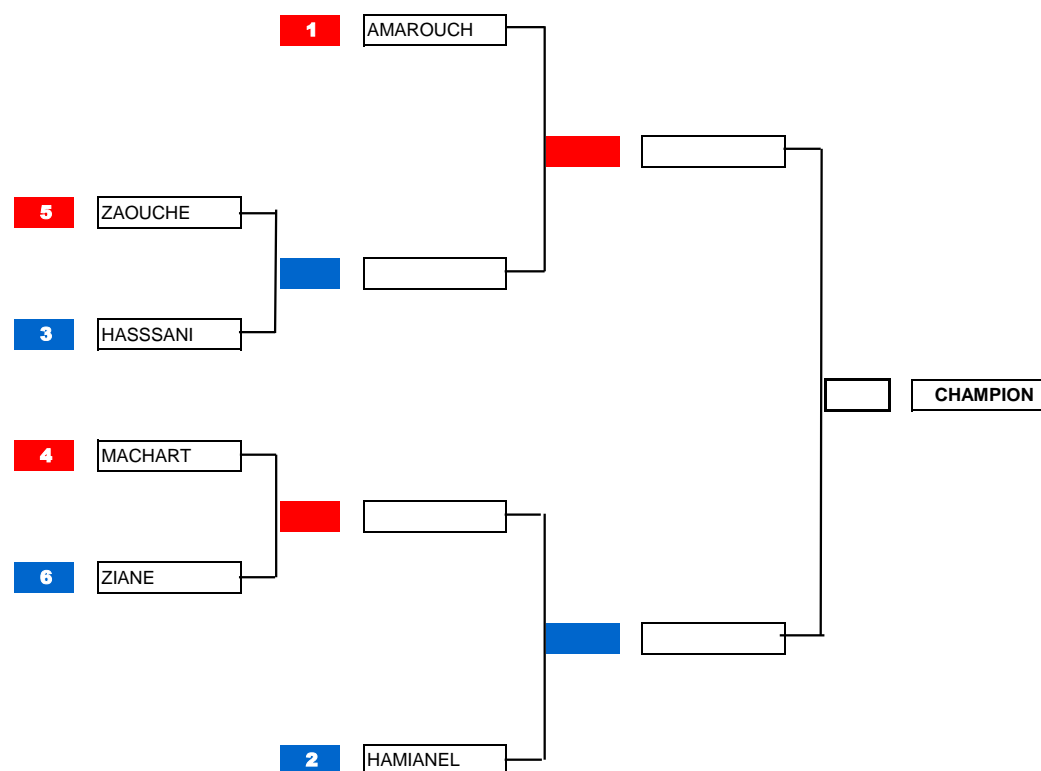 1 AMAROUCH
5 ZAOUCHE
3 HASSSANI
CHAMPION
4 MACHART
6 ZIANE
2 HAMIANEL